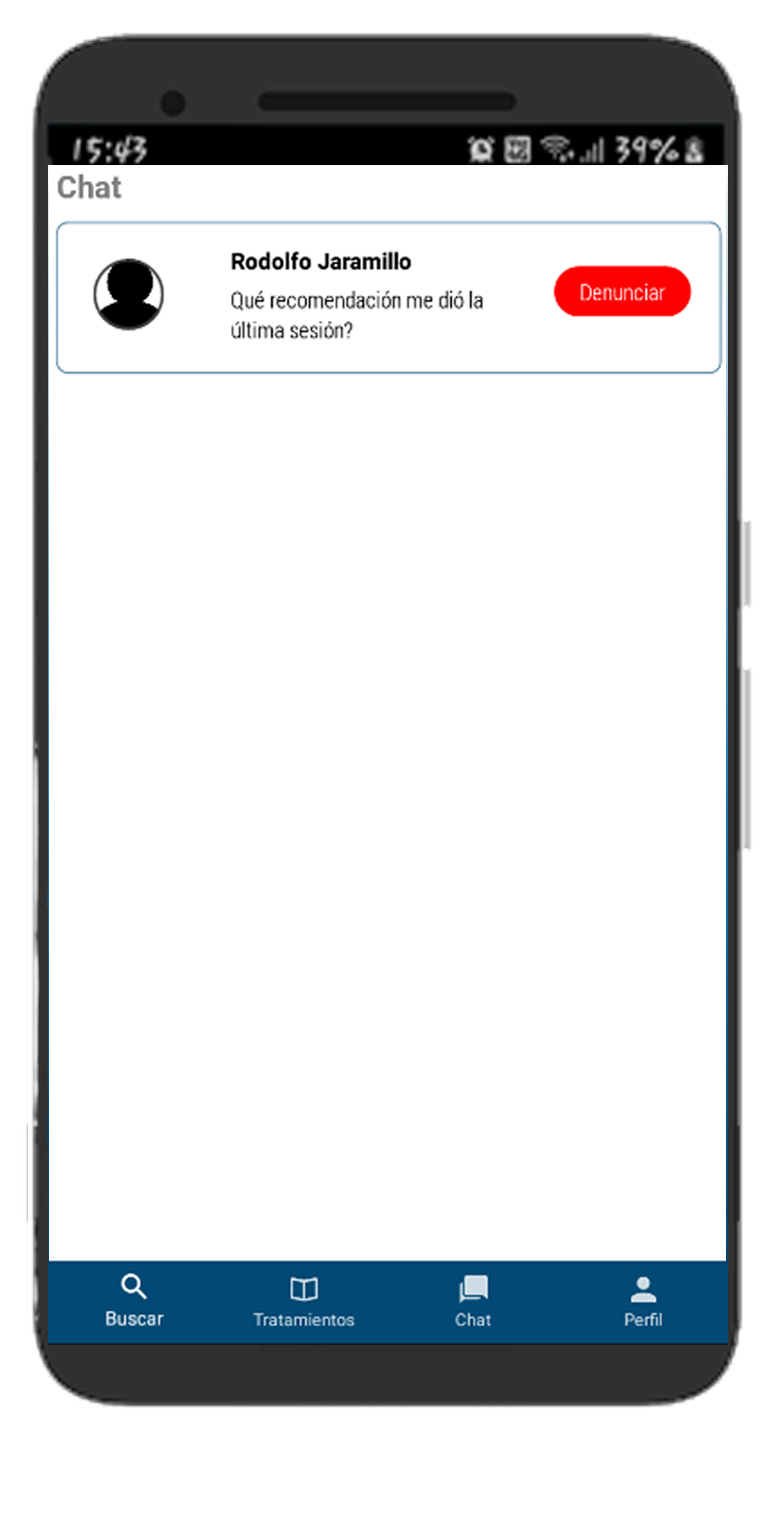 15:43 39%
Chat
Rodolfo Jaramillo
Qué recomendación me dió la
última sesión?
Denunciar
Buscar Tratamientos Chat Perfil